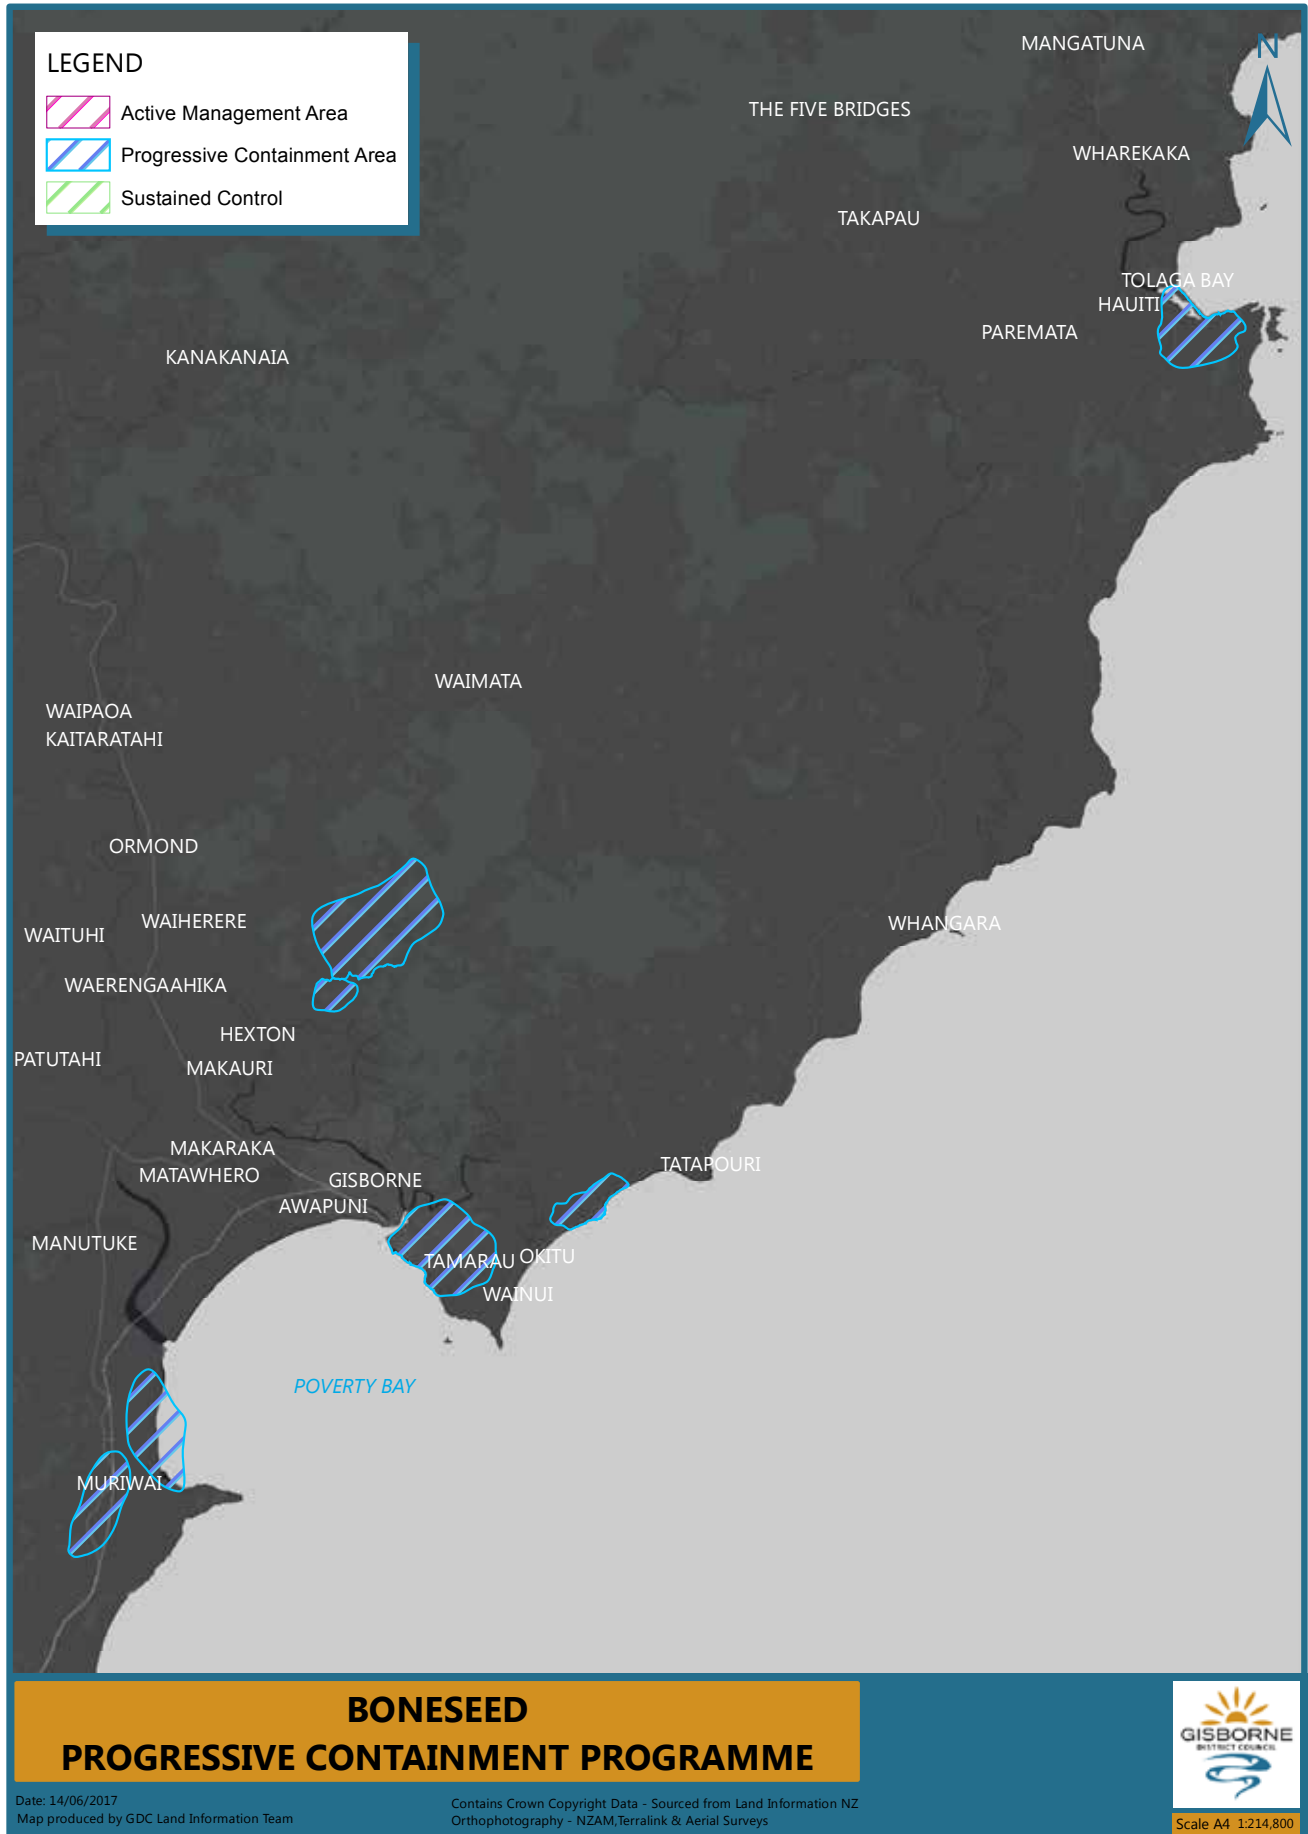 LEGEND
Active Management Area
Progressive Containment Area
Sustained Control
N
MANGATUNA
THE FIVE BRIDGES
WHAREKAKA
TAKAPAU
TOLAGA BAY
HAUITI
PAREMATA
KANAKANAIA
WAIMATA
WAIPAOA
KAITARATAHI
ORMOND
WAIHERERE
WAITUHI
WHANGARA
WAERENGAAHIKA
HEXTON
PATUTAHI
MAKAURI
MAKARAKA
MATAWHERO
GISBORNE
TATAPOURI
AWAPUNI
MANUTUKE
TAMARAU
OKITU
WAINUI
POVERTY BAY
MURIWAI
BONESEED
PROGRESSIVE CONTAINMENT PROGRAMME
Date: 14/06/2017
Map produced by GDC Land Information Team
Contains Crown Copyright Data - Sourced from Land Information NZ
Orthophotography - NZAM,Terralink & Aerial Surveys
GISBORNE
DISTRICT COUNCIL
Scale A4 1:214,800